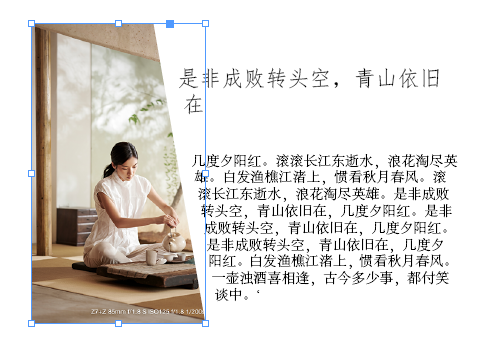 是非成败转头空，青山依旧
在
几度夕阳红。滚滚长江东逝水，浪花淘尽英
雄。白发渔樵江渚上，惯看秋月春风。滚
滚长江东逝水，浪花淘尽英雄。是非成败
转头空，青山依旧在，几度夕阳红。是非
成败转头空，青山依旧在，几度夕阳红。
是非成败转头空，青山依旧在，几度夕
阳红。白发渔樵江渚上，惯看秋月春风。
一壶浊酒喜相逢，古今多少事，都付笑
谈中。‘
Z7+Z 85mm f/1.8 S ISO125 f/1.8 1/200